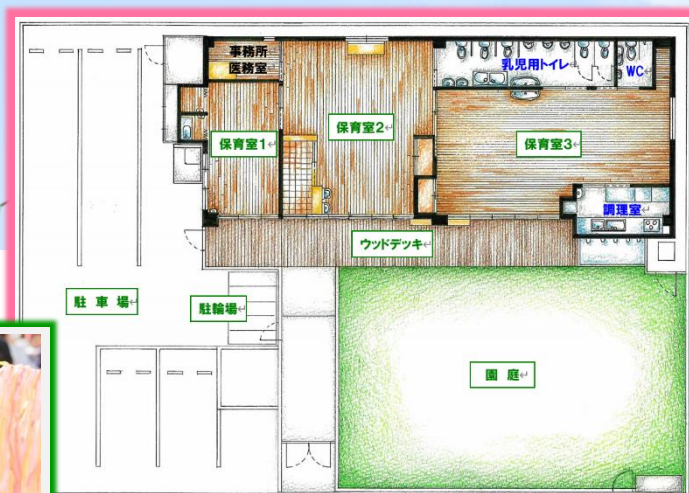 事務所
医務室
乳児用トイレ
WC
保育室1
保育室2
保育室3
調理室
ウッドデッキ
駐車場
駐輪場
園庭